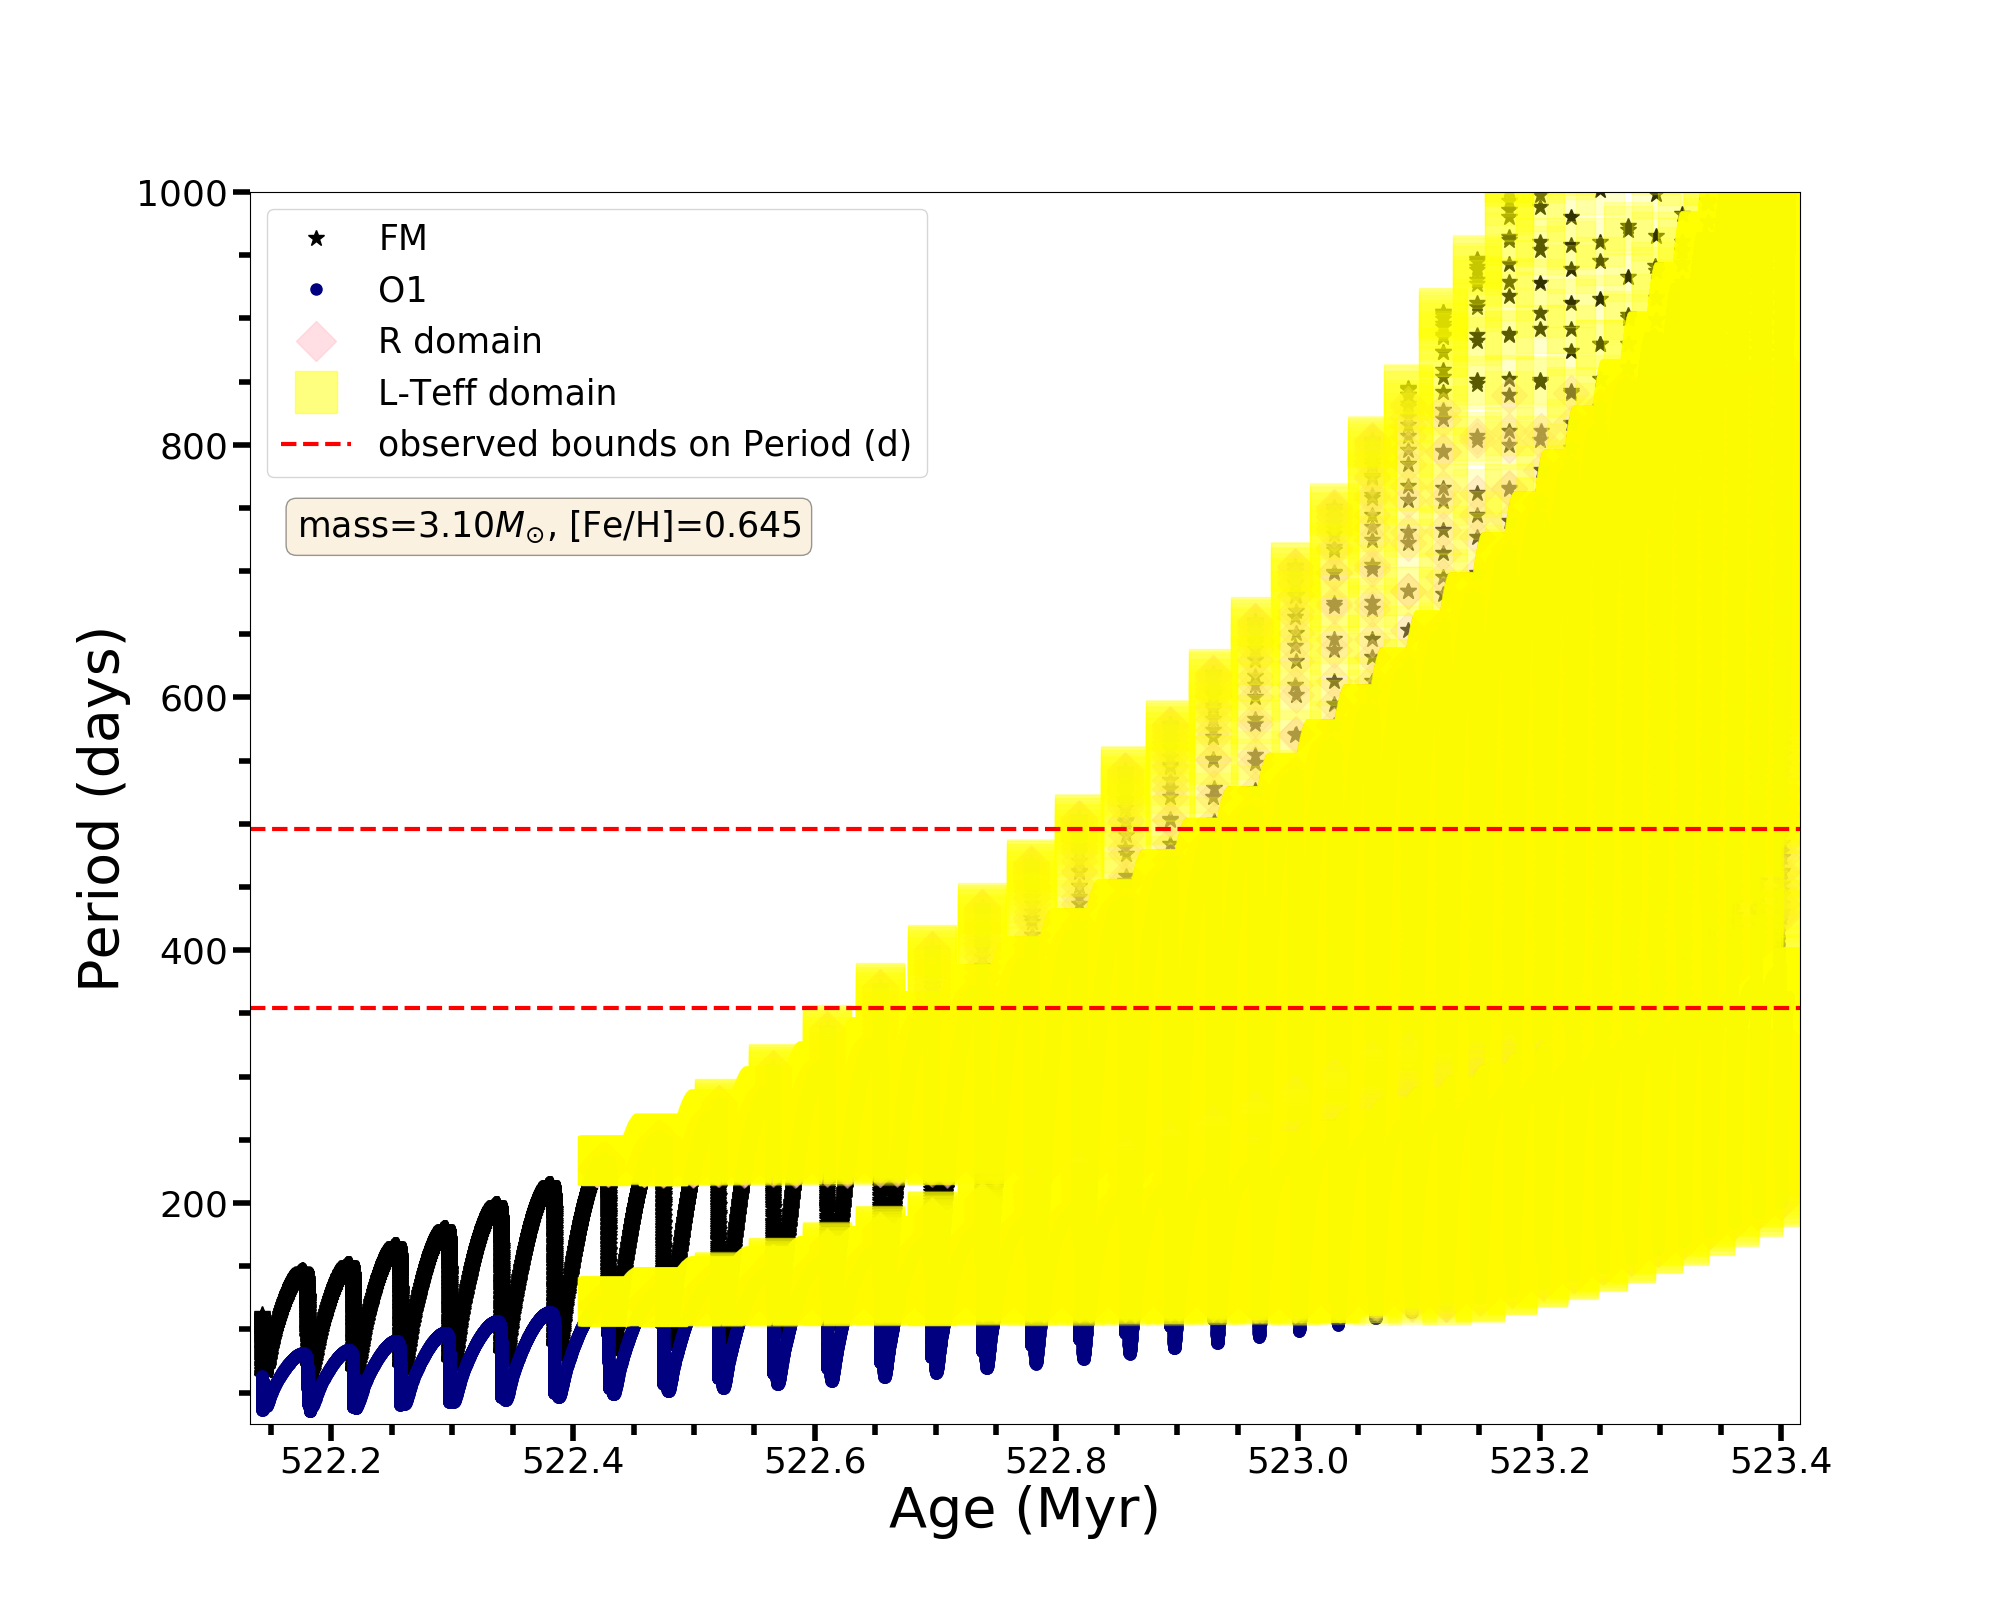 1000
800
600
400
200
Period (days)
FM
O1
R domain
L-Teff domain
observed bounds on Period (d)
mass=3.10M⊙, [Fe/H]=0.645
522.2 522.4 522.6 522.8 523.0 523.2 523.4
Age (Myr)